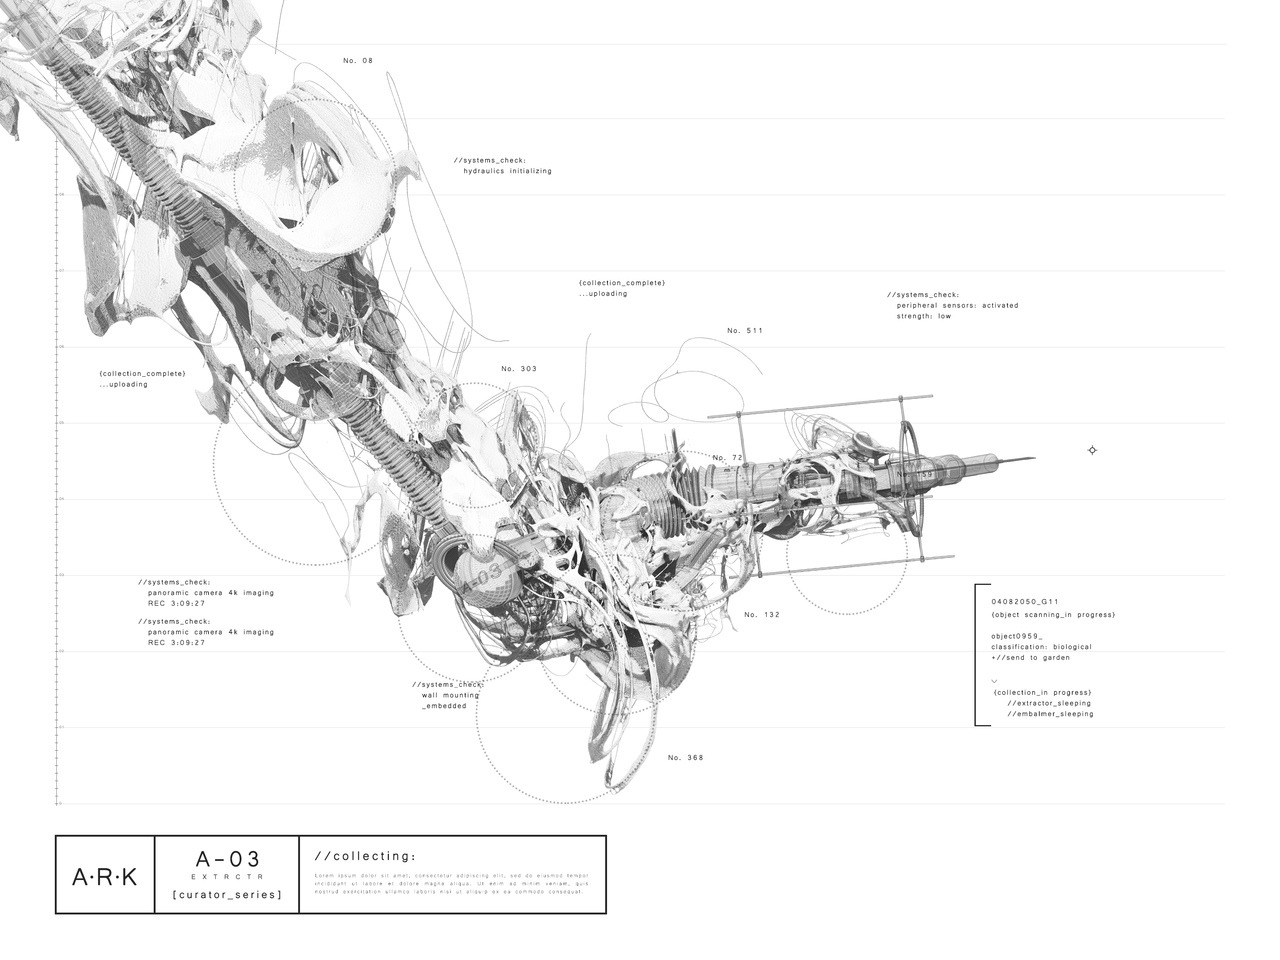 No. 08
//systems_check:
hydraulics initializing
{collection_complete}
...uploading
//systems_check:
peripheral sensors: activated
strength: low
No. 511
No. 303
{collection_complete}
...uploading
No. 72
A-03
//systems_check:
panoramic camera 4k imaging
REC 3:09:27
//systems_check:
panoramic camera 4k imaging
REC 3:09:27
No. 132
04082050_G11
{object scanning_in progress}
object0959_
classification: biological
+//send to garden
{collection_in progress}
//extractor_sleeping
//embalmer_sleeping
//systems_check:
wall mounting
_embedded
No. 368
A·R·K
A-03
EXTRCTR
[curator_series]
//collecting:
Lorem ipsum dolor sit amet, consectetur adipiscing elit, sed do eiusmod tempor
incididunt ut labore et dolore magna aliqua. Ut enim ad minim veniam, quis
nostrud exercitation ullamco laboris nisi ut aliquip ex ea commodo consequat.